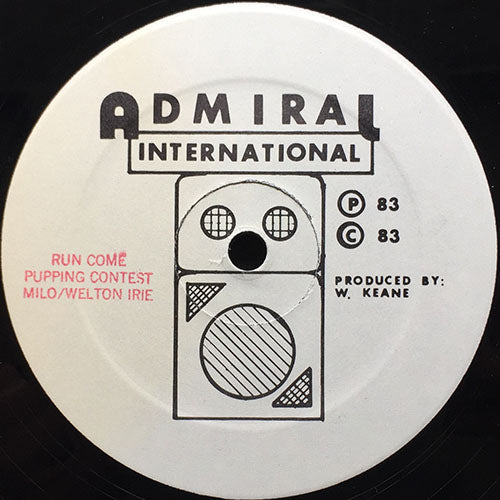 ADMIRAL
INTERNATIONAL
P 83
C 83
RUN COME
PUPPING CONTEST
MILO/WELTON IRIE
PRODUCED BY:
W. KEANE